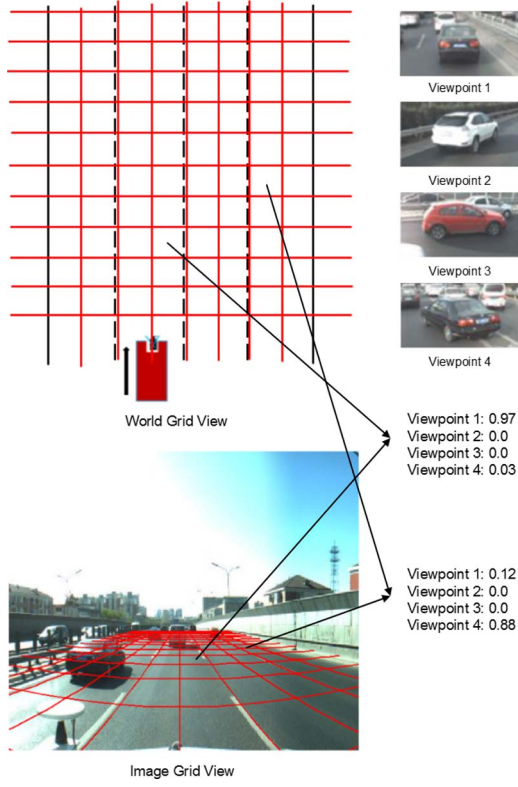 Viewpoint 1
Viewpoint 2
Viewpoint 3
Viewpoint 4
World Grid View
Viewpoint 1: 0.97
Viewpoint 2: 0.0
Viewpoint 3: 0.0
Viewpoint 4: 0.03
Viewpoint 1: 0.12
Viewpoint 2: 0.0
Viewpoint 3: 0.0
Viewpoint 4: 0.88
Image Grid View